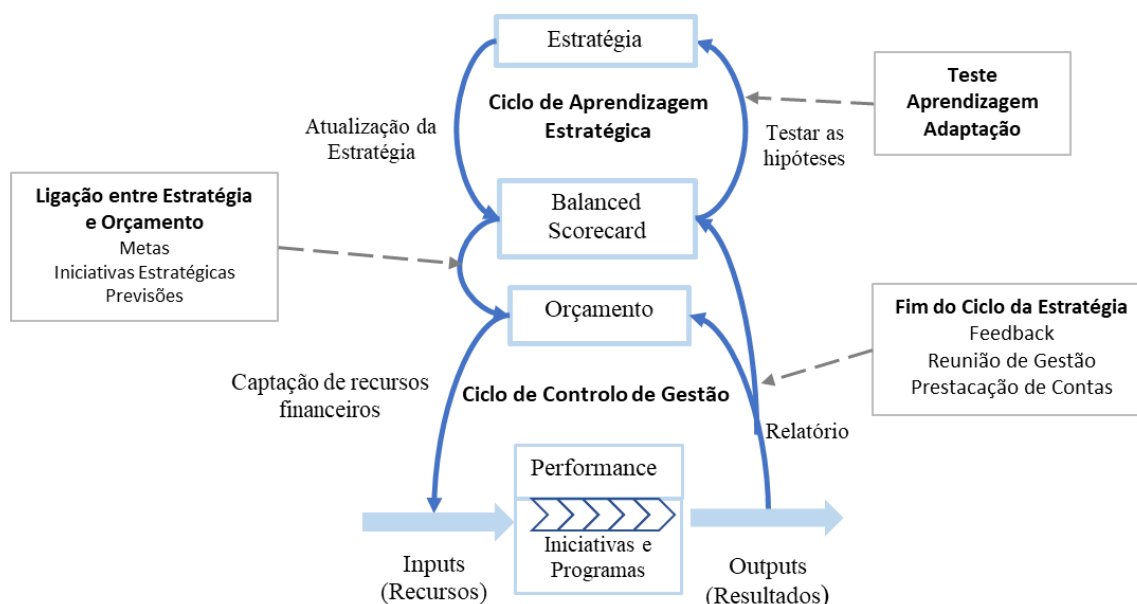 Estratégia
Ciclo de Aprendizagem
Estratégica
Teste
Aprendizagem
Adaptação
Atualização da
Estratégia
Testar as
hipóteses
Ligação entre Estratégia
e Orçamento
Metas
Iniciativas Estratégicas
Previsões
Balanced
Scorecard
Orçamento
Fim do Ciclo da Estratégia
Feedback
Reunião de Gestão
Prestacação de Contas
Captação de recursos
financeiros
Ciclo de Controlo de Gestão
Relatório
Performance
Iniciativas e
Programas
Inputs
(Recursos)
Outputs
(Resultados)